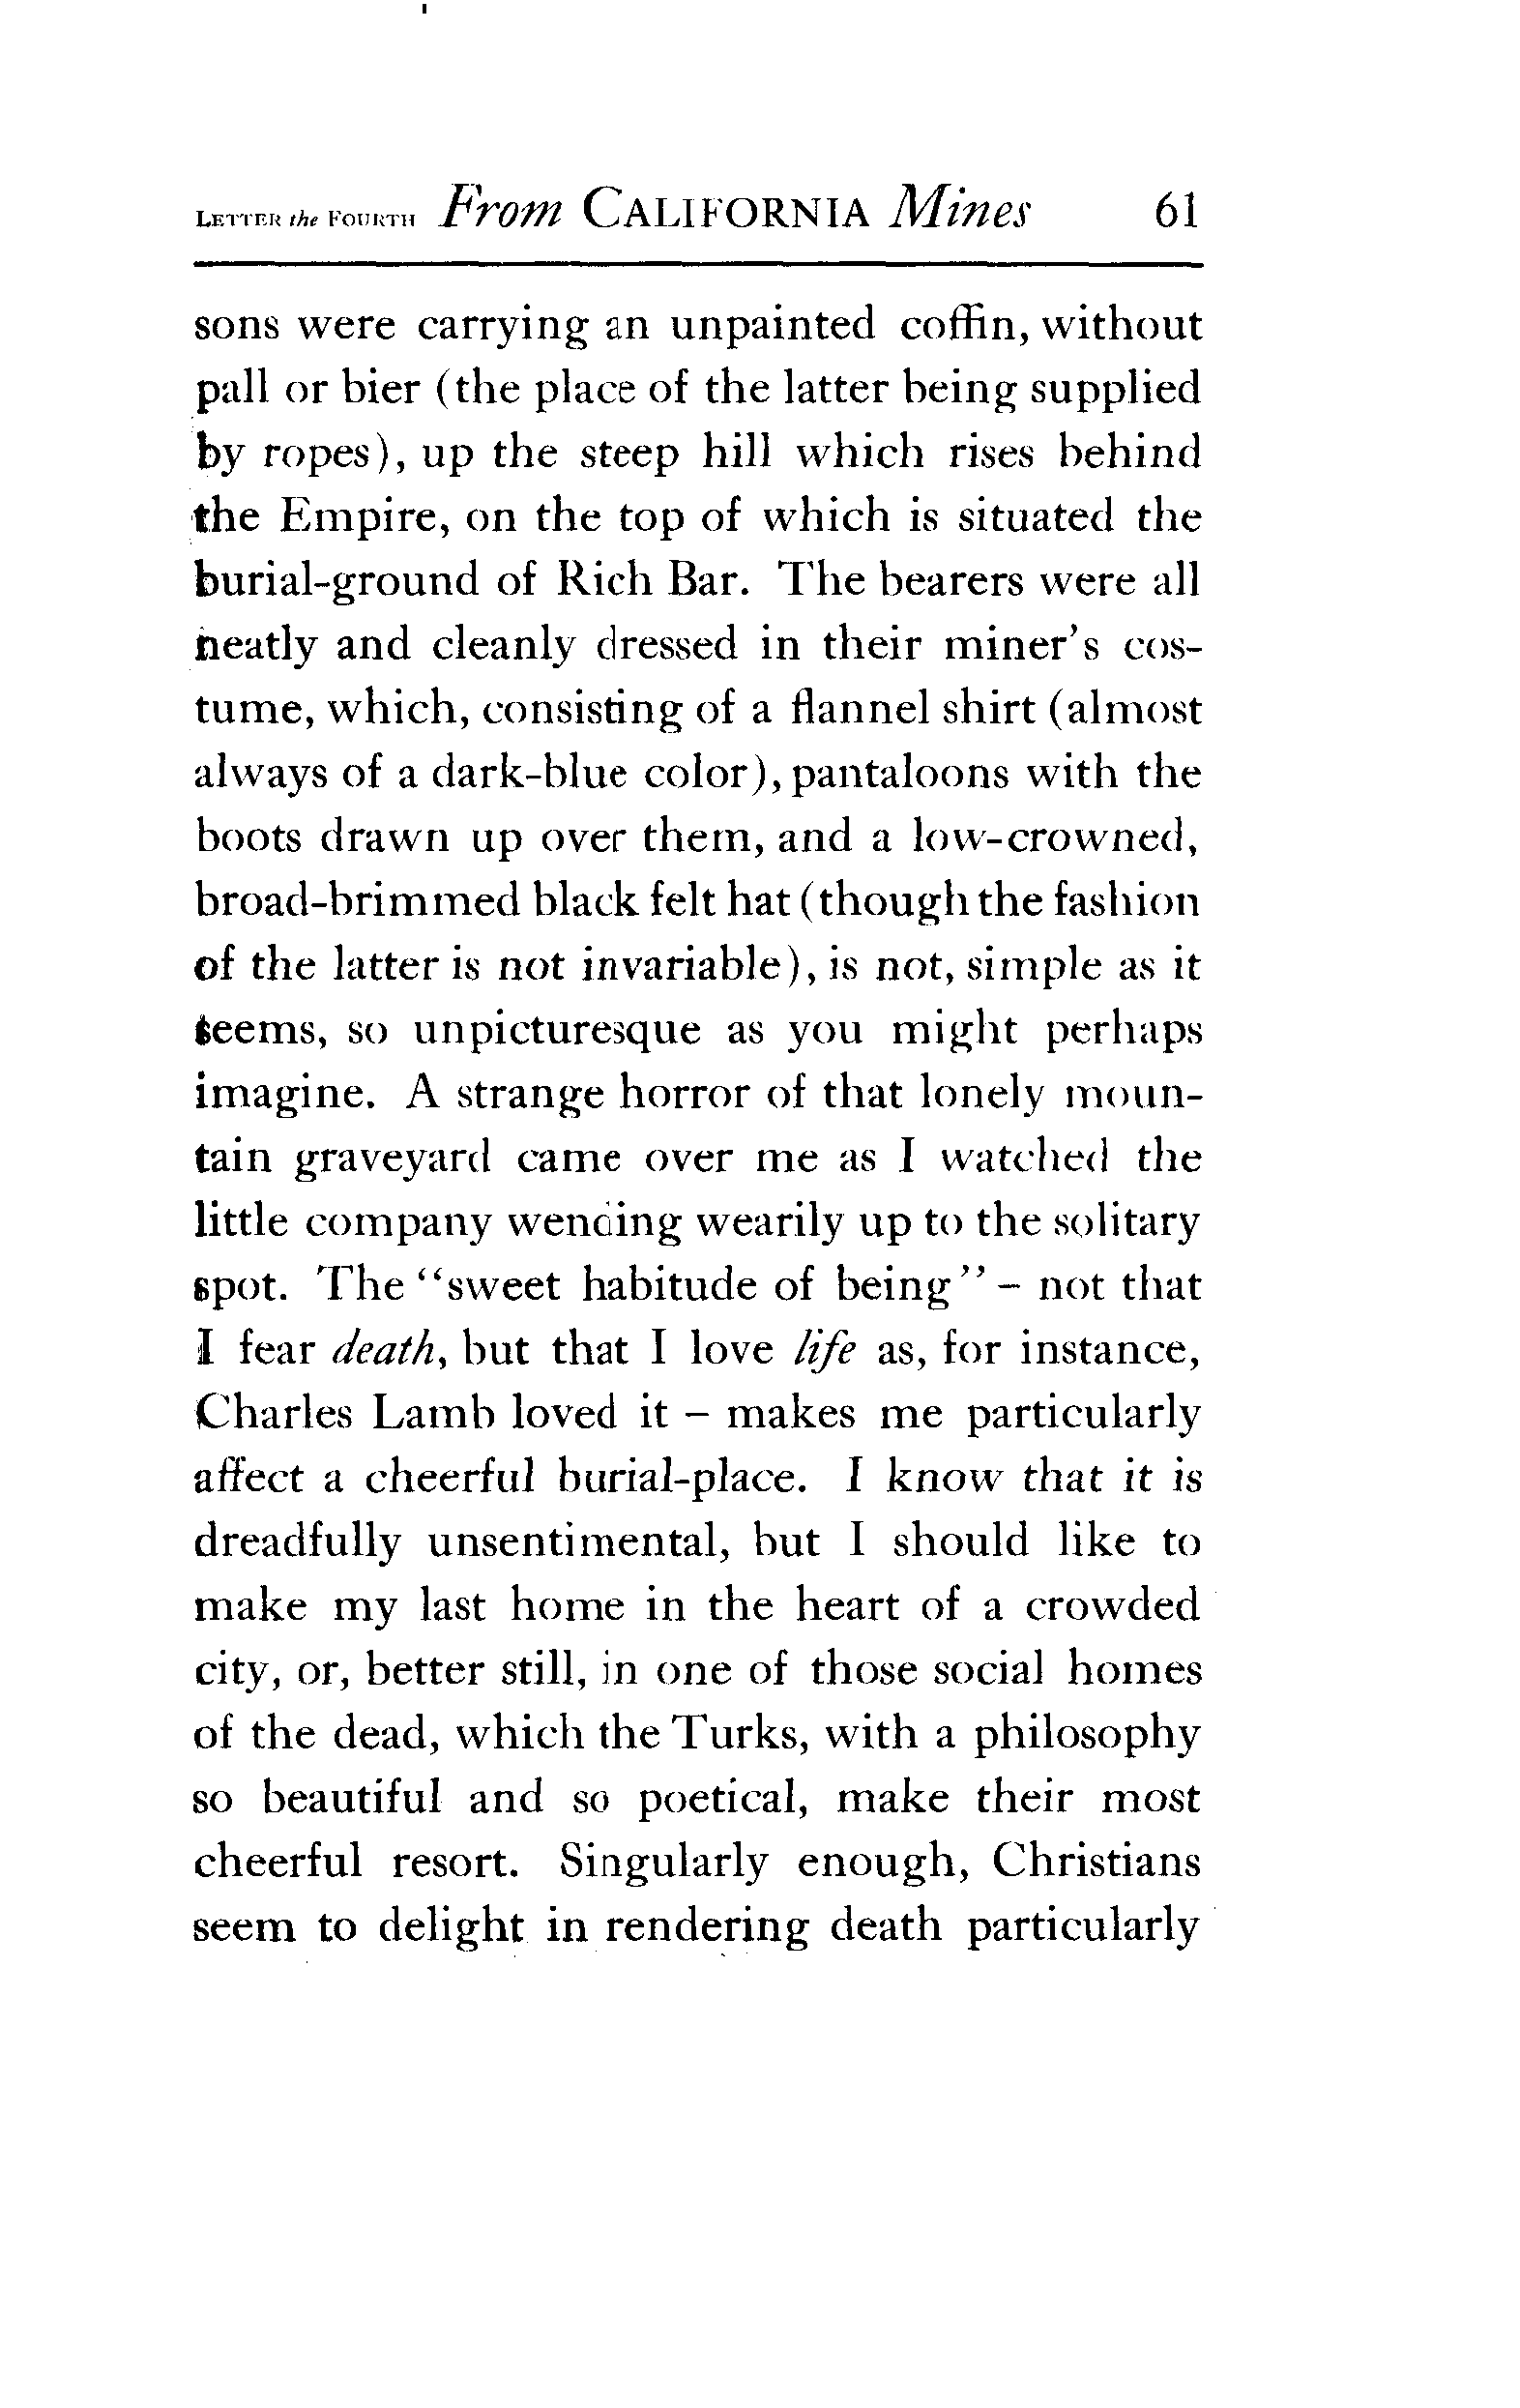 LETTER the FOURTH From CALIFORNIA Mines 61
sons were carrying an unpainted coffin, without
pall or bier (the place of the latter being supplied
by ropes), up the steep hill which rises behind
the Empire, on the top of which is situated the
burial-ground of Rich Bar. The bearers were all
neatly and cleanly dressed in their miner's cos-
tume, which, consisting of a flannel shirt (almost
always of a dark-blue color), pantaloons with the
boots drawn up over them, and a low-crowned,
broad-brimmed black felt hat (though the fashion
of the latter is not invariable), is not, simple as it
seems, so unpicturesque as you might perhaps
imagine. A strange horror of that lonely moun-
tain graveyard came over me as I watched the
little company wending wearily up to the solitary
spot. The "sweet habitude of being" – not that
I fear death, but that I love life as, for instance,
Charles Lamb loved it – makes me particularly
affect a cheerful burial-place. I know that it is
dreadfully unsentimental, but I should like to
make my last home in the heart of a crowded
city, or, better still, in one of those social homes
of the dead, which the Turks, with a philosophy
so beautiful and so poetical, make their most
cheerful resort. Singularly enough, Christians
seem to delight in rendering death particularly